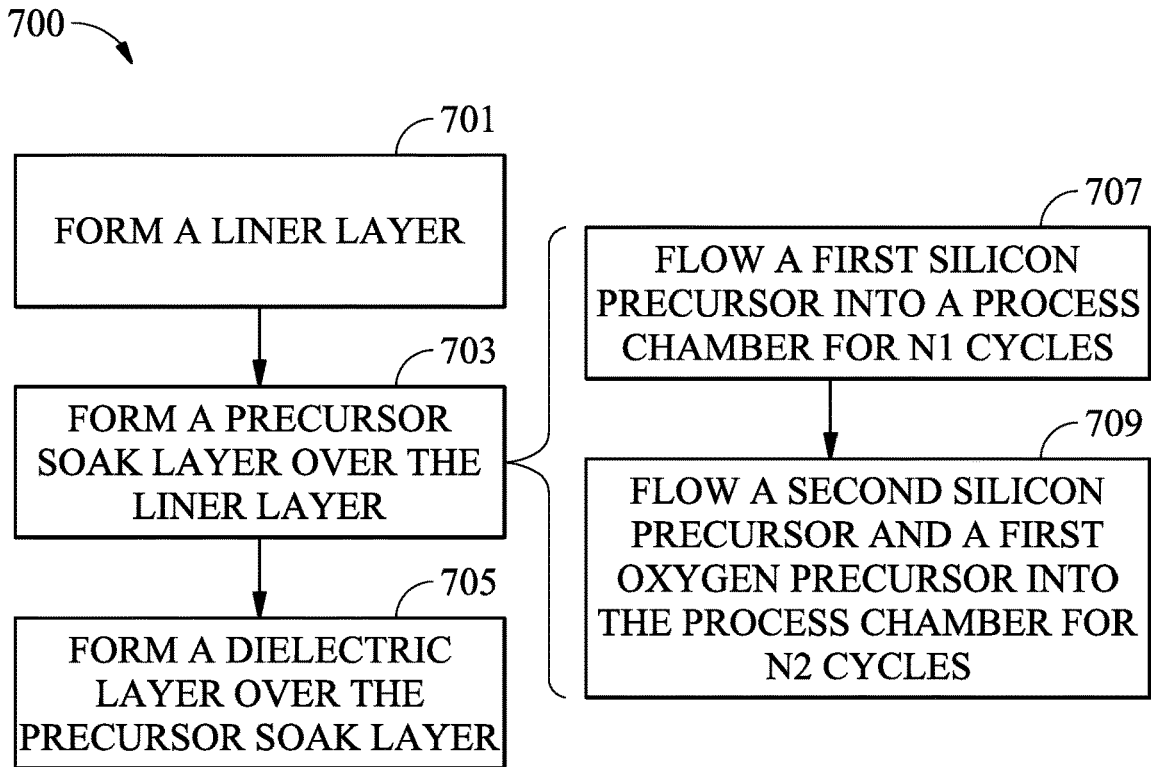 700
701
FORM A LINER LAYER
703
FORM A PRECURSOR
SOAK LAYER OVER THE
LINER LAYER
705
FORM A DIELECTRIC
LAYER OVER THE
PRECURSOR SOAK LAYER
707
FLOW A FIRST SILICON
PRECURSOR INTO A PROCESS
CHAMBER FOR N1 CYCLES
709
FLOW A SECOND SILICON
PRECURSOR AND A FIRST
OXYGEN PRECURSOR INTO
THE PROCESS CHAMBER FOR
N2 CYCLES